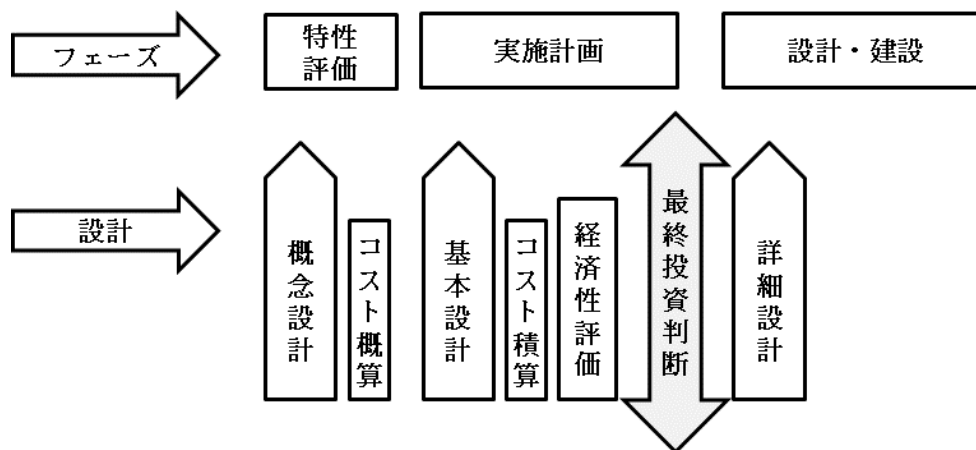 フェーズ
特性
評価
実施計画
設計・建設
設計
概念設計
コスト概算
基本設計
コスト積算
経済性評価
最終投資判断
詳細設計